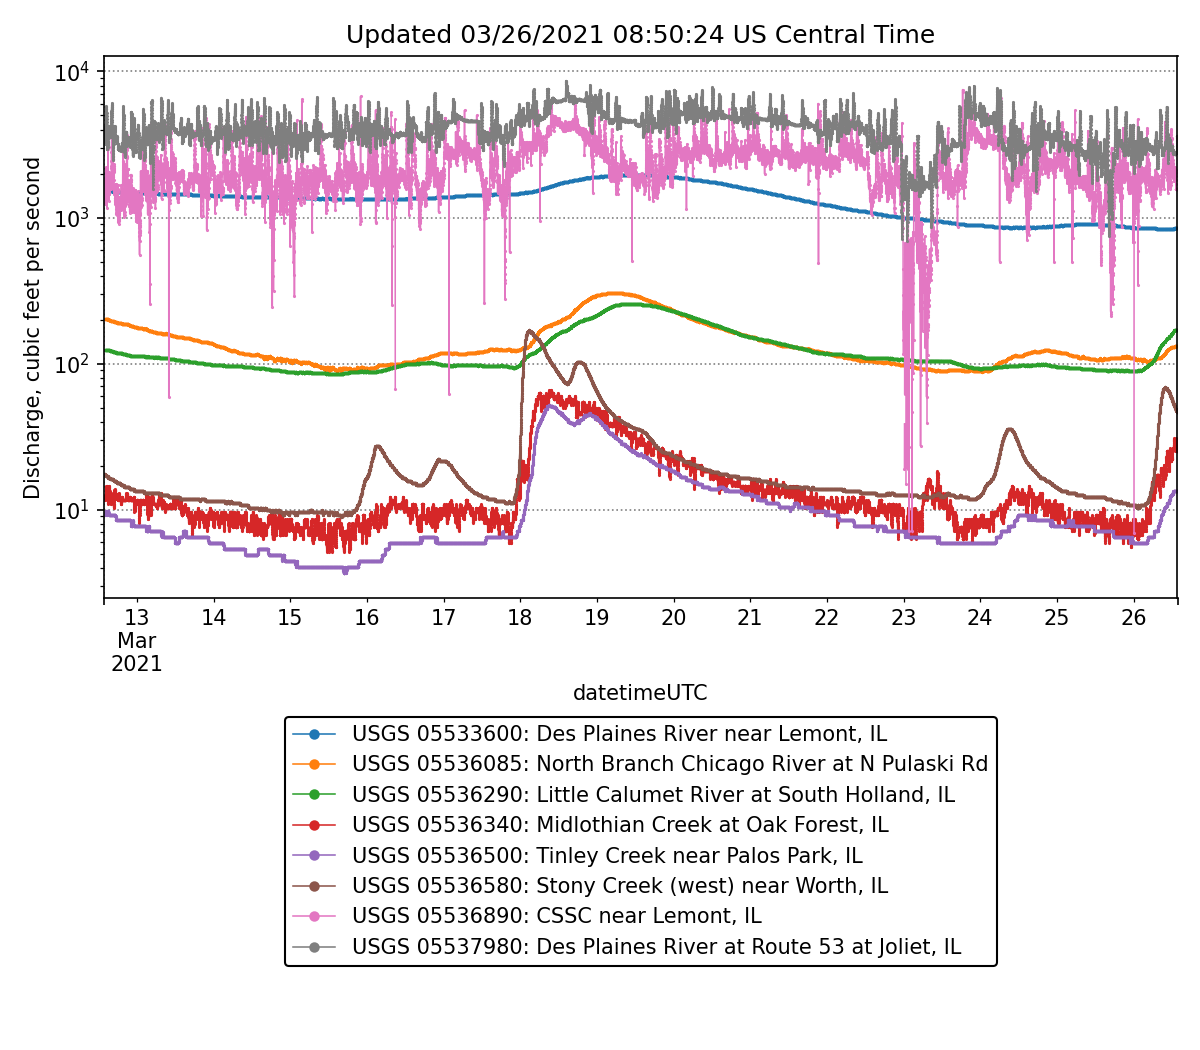 Updated 03/26/2021 08:50:24 US Central Time
Discharge, cubic feet per second
10⁴
10³
10²
10¹
13 14 15 16 17 18 19 20 21 22 23 24 25 26
Mar
2021
datetimeUTC
USGS 05533600: Des Plaines River near Lemont, IL
USGS 05536085: North Branch Chicago River at N Pulaski Rd
USGS 05536290: Little Calumet River at South Holland, IL
USGS 05536340: Midlothian Creek at Oak Forest, IL
USGS 05536500: Tinley Creek near Palos Park, IL
USGS 05536580: Stony Creek (west) near Worth, IL
USGS 05536890: CSSC near Lemont, IL
USGS 05537980: Des Plaines River at Route 53 at Joliet, IL